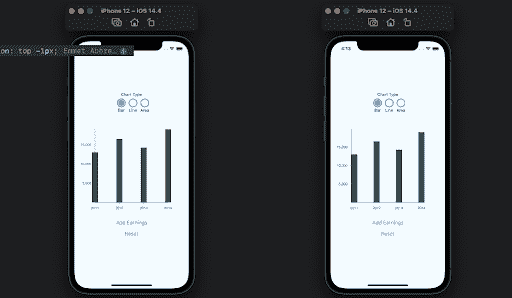 iPhone 12 – iOS 14.4
on: top -1px; Emmet Abbre…
Chart Type
Bar Line Area
15,000
10,000
5,000
2011 2012 2013 2014
Add Earnings
Reset
iPhone 12 – iOS 14.4
Chart Type
Bar Line Area
15,000
10,000
5,000
2011 2012 2013 2014
Add Earnings
Reset